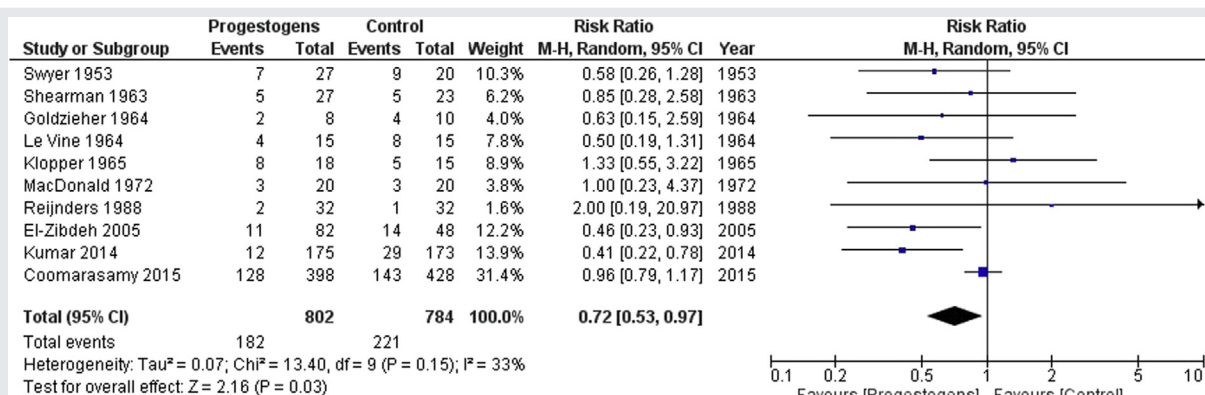 Progestogens Control Risk Ratio Risk Ratio
Study or Subgroup Events Total Events Total Weight M-H, Random, 95% CI Year M-H, Random, 95% CI
Swyer 1953 7 27 9 20 10.3% 0.58 [0.26, 1.28] 1953
Shearman 1963 5 27 5 23 6.2% 0.85 [0.28, 2.58] 1963
Goldzieher 1964 2 8 4 10 4.0% 0.63 [0.15, 2.59] 1964
Le Vine 1964 4 15 8 15 7.8% 0.50 [0.19, 1.31] 1964
Klopper 1965 8 18 5 15 8.9% 1.33 [0.55, 3.22] 1965
MacDonald 1972 3 20 3 20 3.8% 1.00 [0.23, 4.37] 1972
Reijnders 1988 2 32 1 32 1.6% 2.00 [0.19, 20.97] 1988
El-Zibdeh 2005 11 82 14 48 12.2% 0.46 [0.23, 0.93] 2005
Kumar 2014 12 175 29 173 13.9% 0.41 [0.22, 0.78] 2014
Coomarasamy 2015 128 398 143 428 31.4% 0.96 [0.79, 1.17] 2015
Total (95% CI) 802 784 100.0% 0.72 [0.53, 0.97]
Total events 182 221
Heterogeneity: Tau² = 0.07; Chi² = 13.40, df = 9 (P = 0.15); I² = 33%
Test for overall effect: Z = 2.16 (P = 0.03)
0.1 0.2 0.5 1 2 5 10
Favours [Progestogens] Favours [Control]